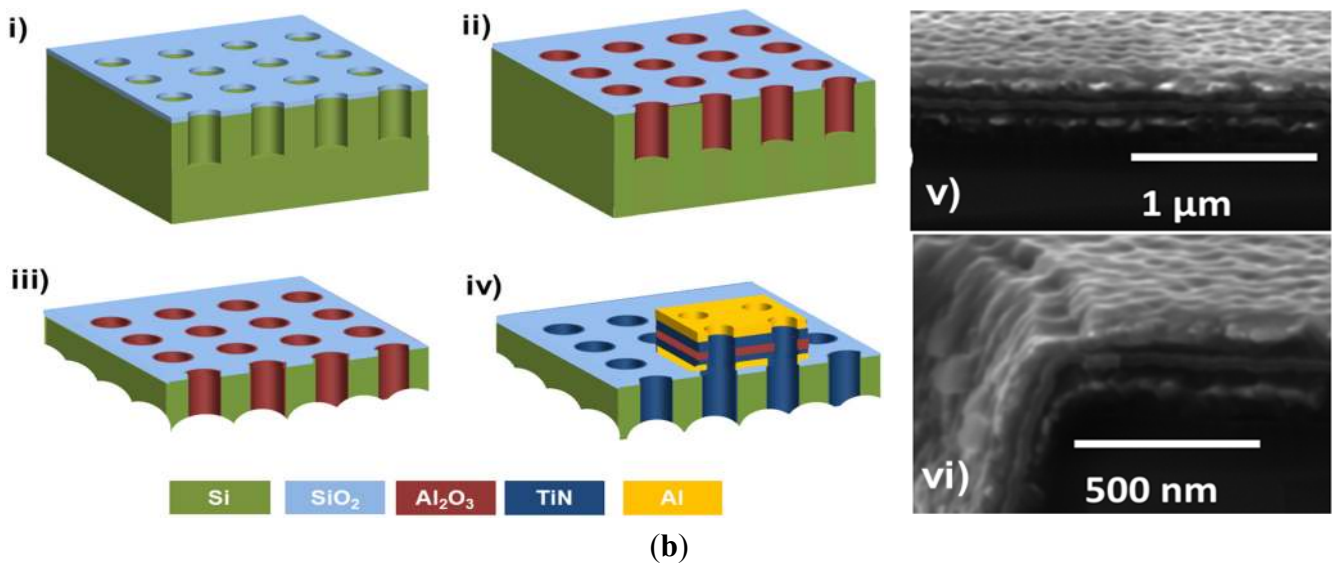 i)
ii)
iii)
iv)
Si SiO₂ Al₂O₃ TiN Al
v)
1 µm
vi)
500 nm
(b)